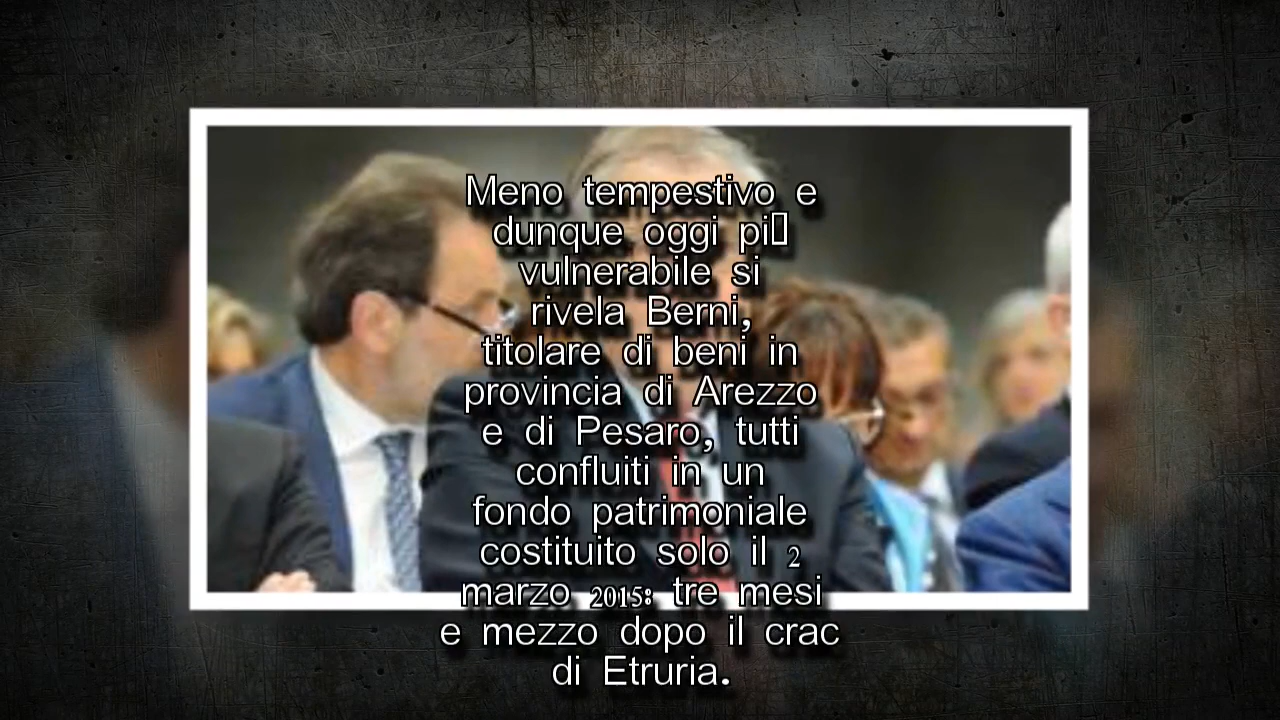 Meno tempestivo e
dunque oggi pi▯
vulnerabile si
rivela Berni,
titolare di beni in
provincia di Arezzo
e di Pesaro, tutti
confluiti in un
fondo patrimoniale
costituito solo il 2
marzo 2015: tre mesi
e mezzo dopo il crac
di Etruria.